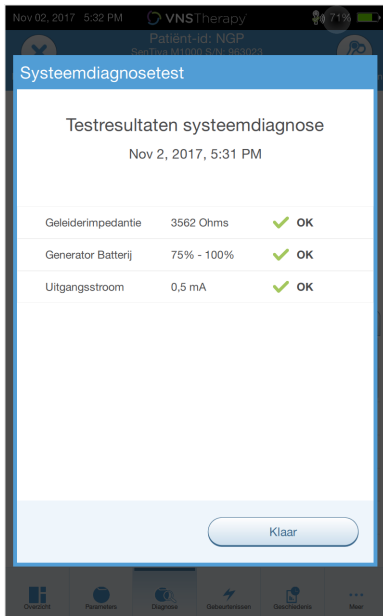 Nov 02, 2017 5:32 PM VNSTherapy 71%
Patiënt-id: NGP
SenTiva M1000 S/N: 963023
Systeemdiagnosetest
Testresultaten systeemdiagnose
Nov 2, 2017, 5:31 PM
Geleiderimpedantie 3562 Ohms OK
Generator Batterij 75% - 100% OK
Uitgangsstroom 0,5 mA OK
Klaar
Overzicht Parameters Diagnose Gebeurtenissen Geschiedenis Meer